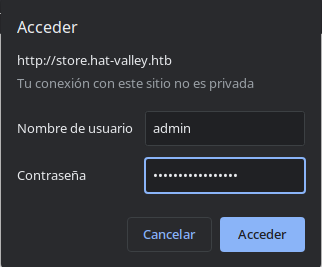 Acceder
http://store.hat-valley.htb
Tu conexión con este sitio no es privada
Nombre de usuario admin
Contraseña •••••••••••••••••
Cancelar Acceder